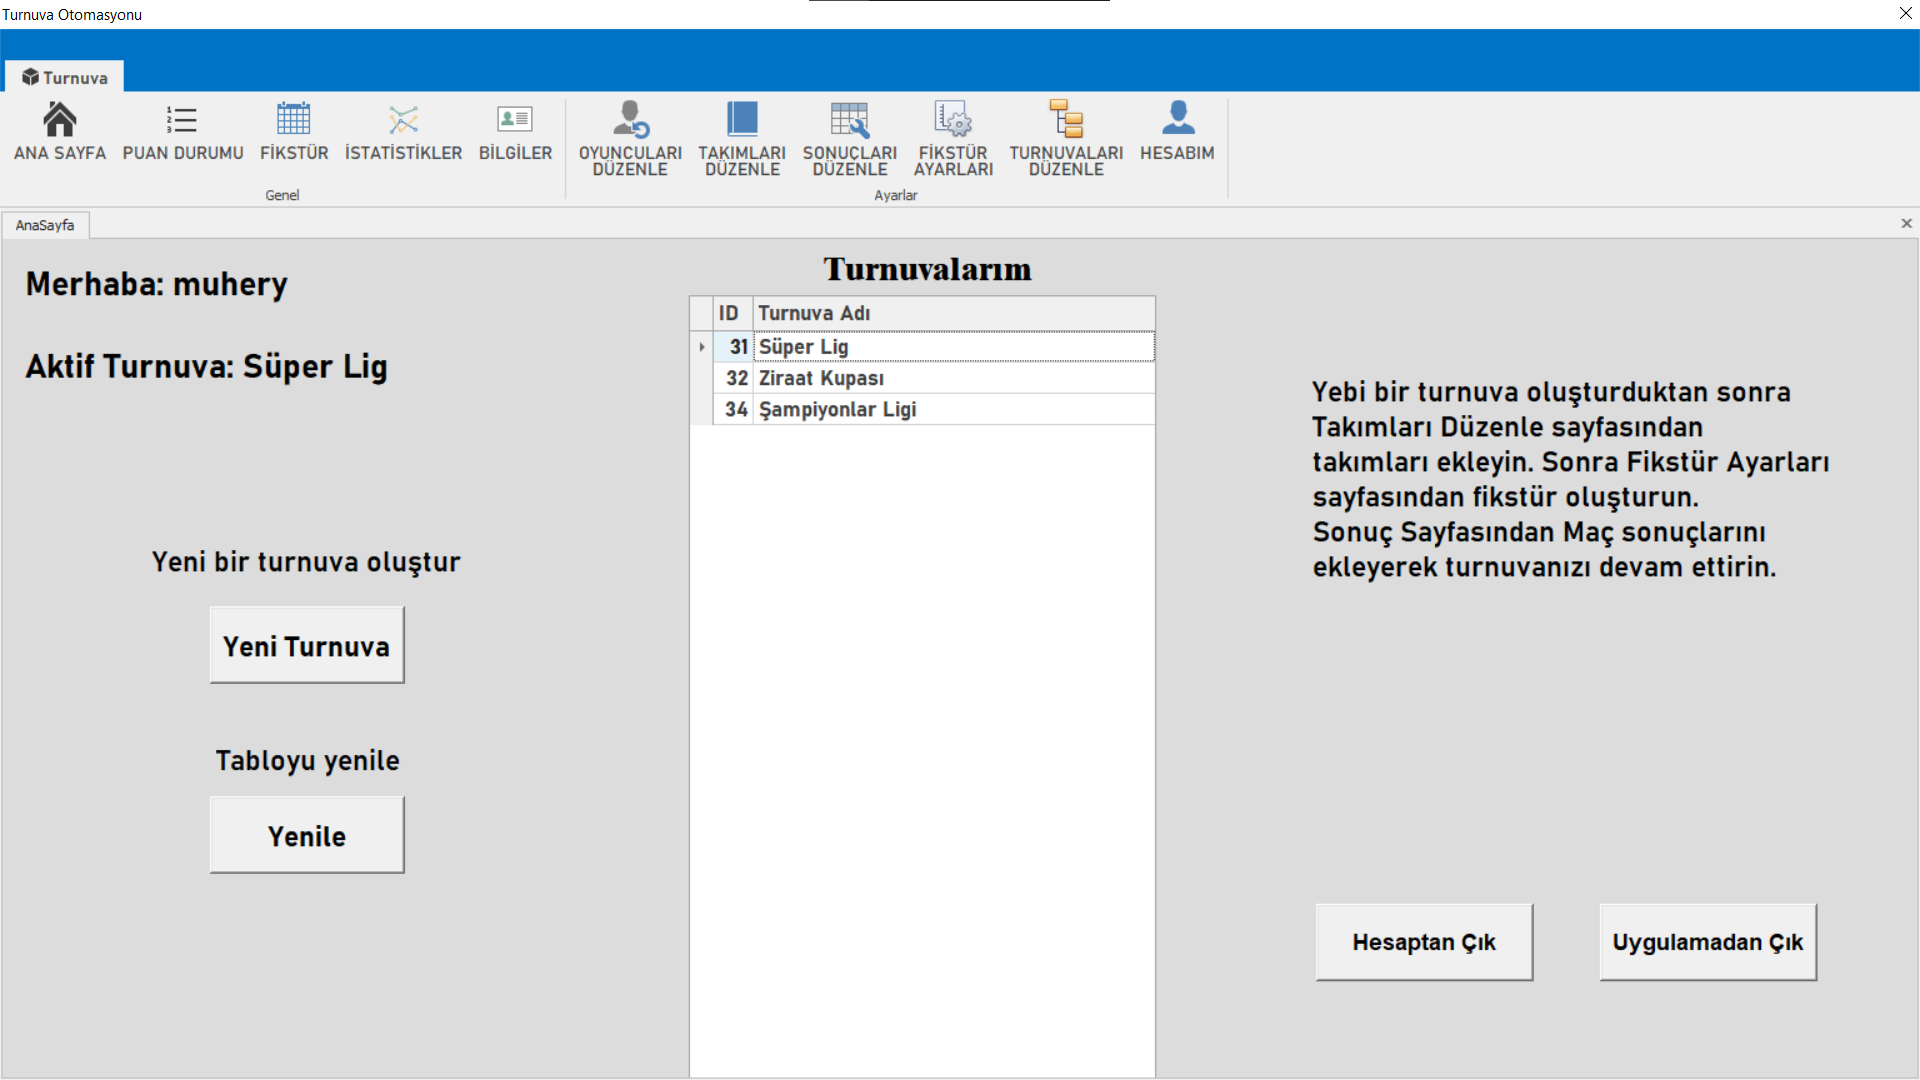 Turnuva Otomasyonu
Turnuva
ANA SAYFA
PUAN DURUMU
FİKSTÜR
İSTATİSTİKLER
BİLGİLER
Genel
OYUNCULARI
DÜZENLE
TAKIMLARI
DÜZENLE
SONUÇLARI
DÜZENLE
FİKSTÜR
AYARLARI
TURNUVALARI
DÜZENLE
HESABIM
Ayarlar
AnaSayfa
Merhaba: muhery
Aktif Turnuva: Süper Lig
Yeni bir turnuva oluştur
Yeni Turnuva
Tabloyu yenile
Yenile
Turnuvalarım
ID Turnuva Adı
31 Süper Lig
32 Ziraat Kupası
34 Şampiyonlar Ligi
Yebi bir turnuva oluşturduktan sonra
Takımları Düzenle sayfasından
takımları ekleyin. Sonra Fikstür Ayarları
sayfasından fikstür oluşturun.
Sonuç Sayfasından Maç sonuçlarını
ekleyerek turnuvanızı devam ettirin.
Hesaptan Çık
Uygulamadan Çık